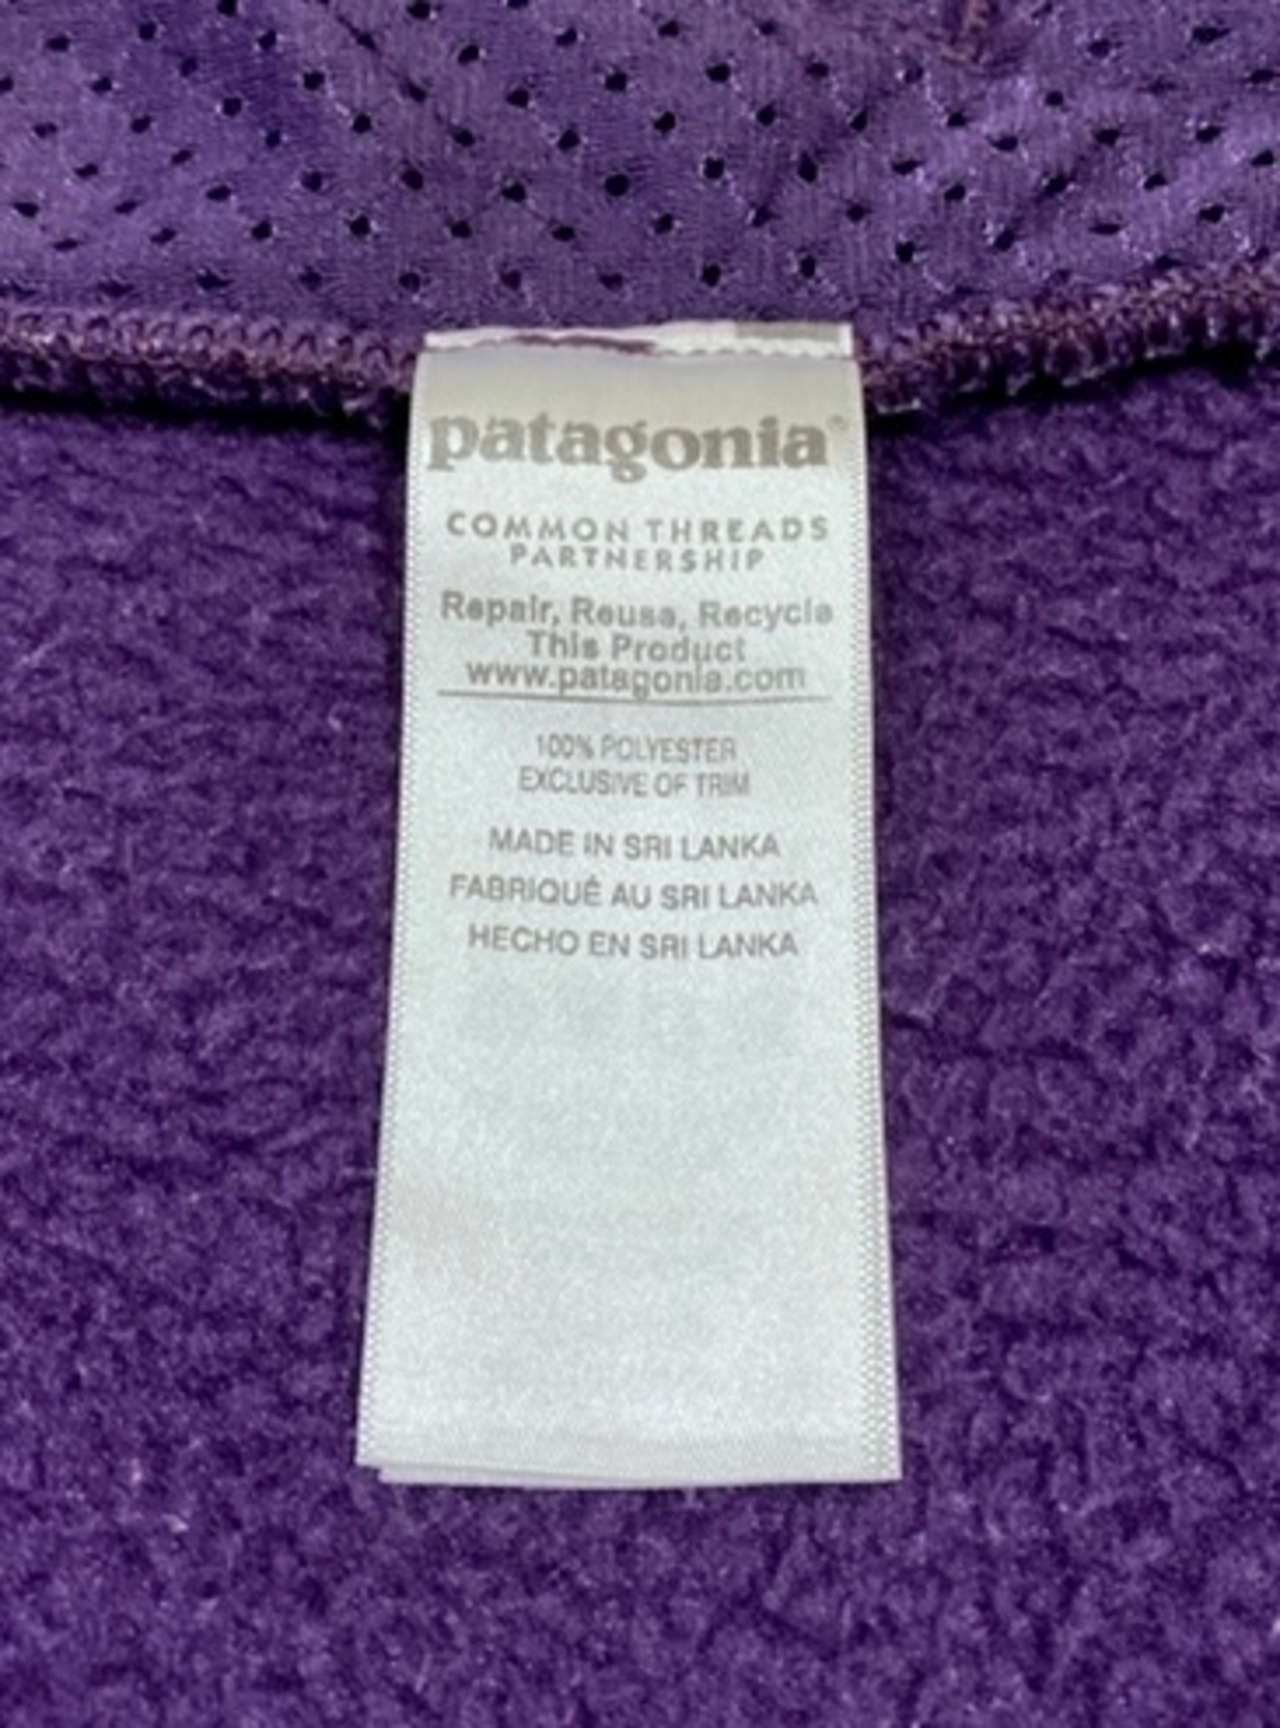 patagonia®
COMMON THREADS
PARTNERSHIP
Repair, Reuse, Recycle
This Product
www.patagonia.com
100% POLYESTER
EXCLUSIVE OF TRIM
MADE IN SRI LANKA
FABRIQUÉ AU SRI LANKA
HECHO EN SRI LANKA